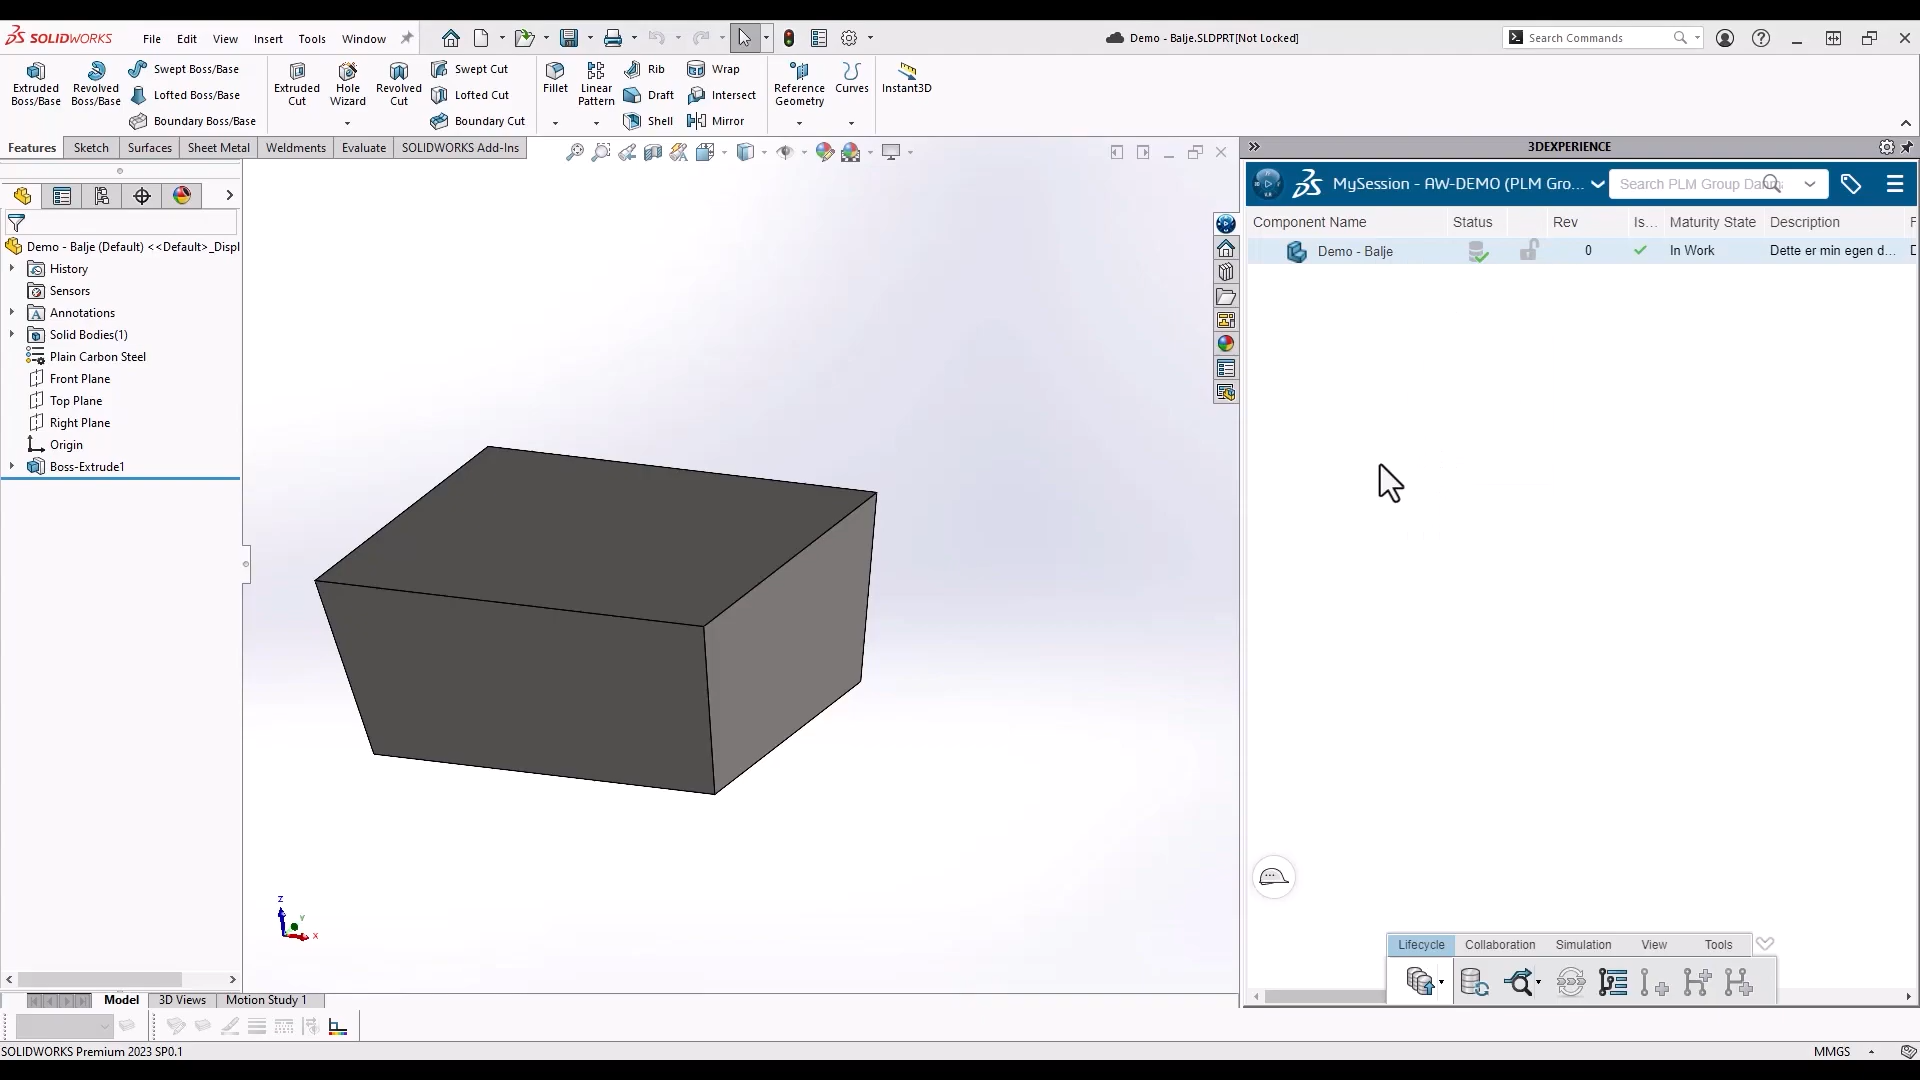 SOLIDWORKS
File Edit View Insert Tools Window
Demo - Balje.SLDPRT[Not Locked]
Search Commands
Extruded Boss/Base
Revolved Boss/Base
Swept Boss/Base
Lofted Boss/Base
Boundary Boss/Base
Extruded Cut
Hole Wizard
Revolved Cut
Swept Cut
Lofted Cut
Boundary Cut
Fillet
Linear Pattern
Rib
Draft
Shell
Wrap
Intersect
Mirror
Reference Geometry
Curves
Instant3D
Features Sketch Surfaces Sheet Metal Weldments Evaluate SOLIDWORKS Add-Ins
3DEXPERIENCE
MySession - AW-DEMO (PLM Gro...
Search PLM Group Danm
Component Name Status Rev Is... Maturity State Description
Demo - Balje 0 In Work Dette er min egen d...
Demo - Balje (Default) <<Default>_Displ
History
Sensors
Annotations
Solid Bodies(1)
Plain Carbon Steel
Front Plane
Top Plane
Right Plane
Origin
Boss-Extrude1
Z
Y
X
Lifecycle Collaboration Simulation View Tools
Model 3D Views Motion Study 1
SOLIDWORKS Premium 2023 SP0.1
MMGS